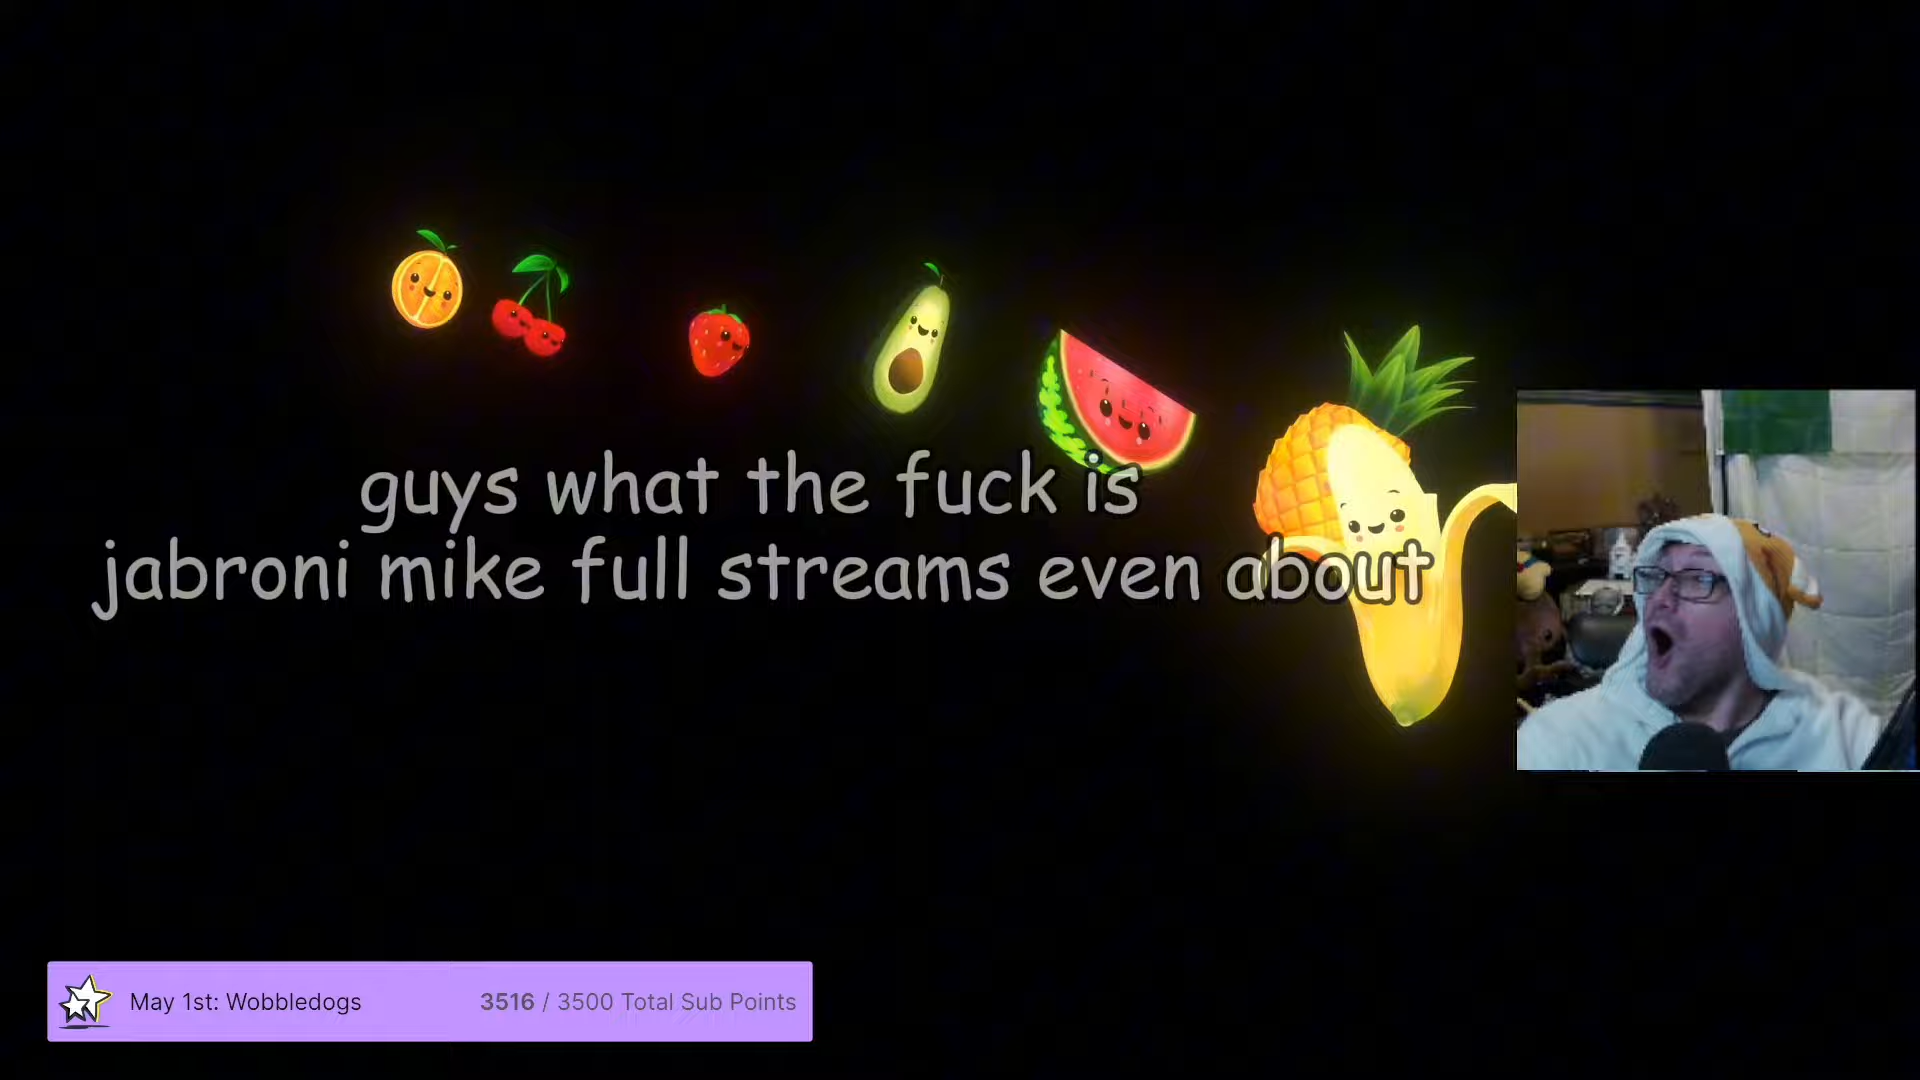 guys what the fuck is
jabroni mike full streams even about
May 1st: Wobbledogs
3516 / 3500 Total Sub Points